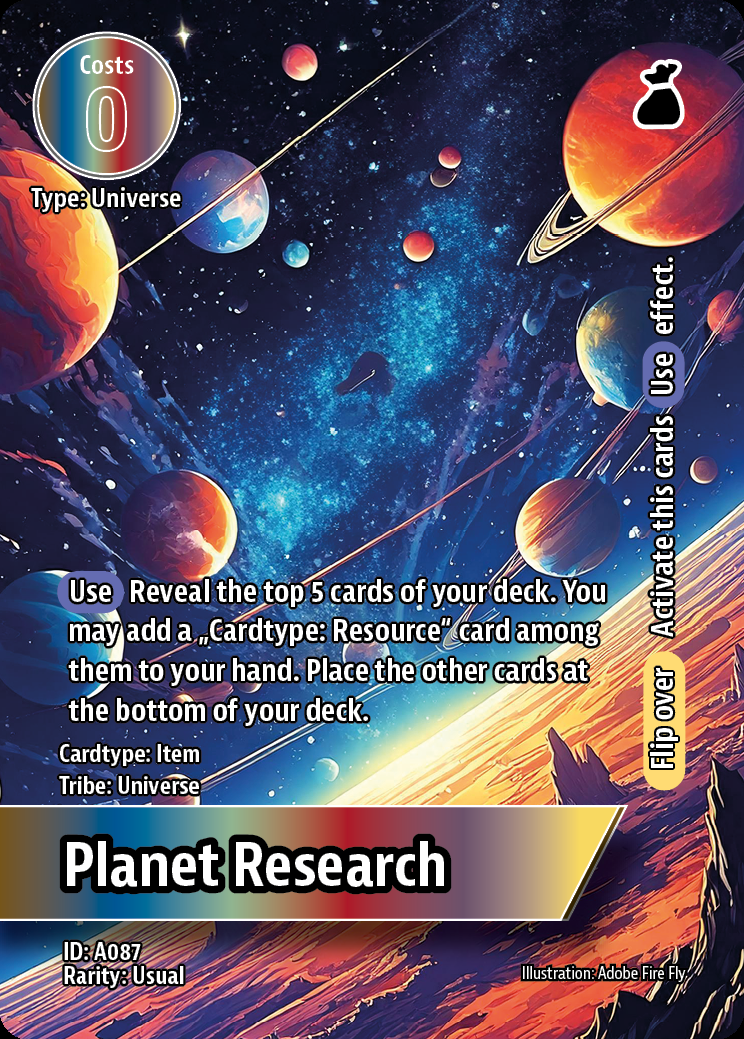 Costs
0
Type: Universe
Flip over Activate this cards Use effect.
Use Reveal the top 5 cards of your deck. You
may add a „Cardtype: Resource“ card among
them to your hand. Place the other cards at
the bottom of your deck.
Cardtype: Item
Tribe: Universe
Planet Research
ID: A087
Rarity: Usual
Illustration: Adobe Fire Fly